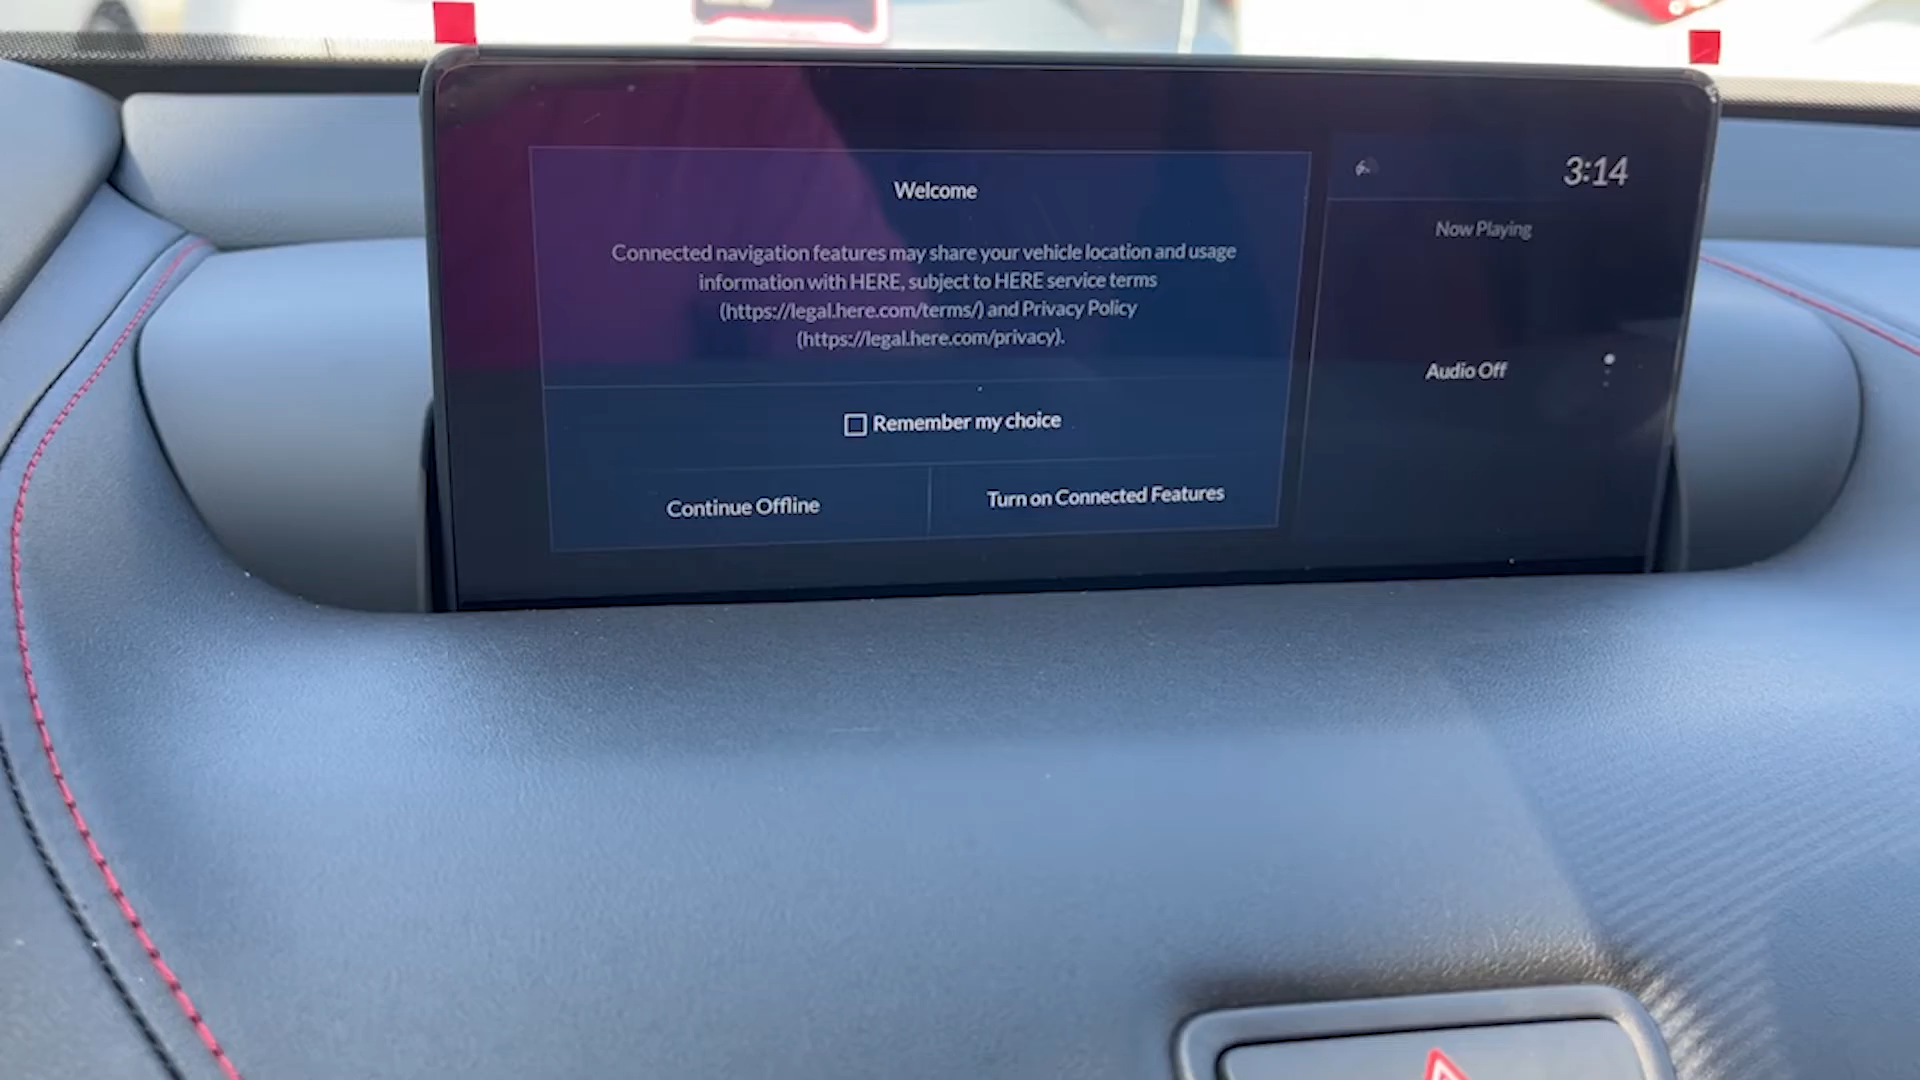 Welcome
Connected navigation features may share your vehicle location and usage
information with HERE, subject to HERE service terms
(https://legal.here.com/terms/) and Privacy Policy
(https://legal.here.com/privacy).
Remember my choice
Continue Offline
Turn on Connected Features
3:14
Now Playing
Audio Off